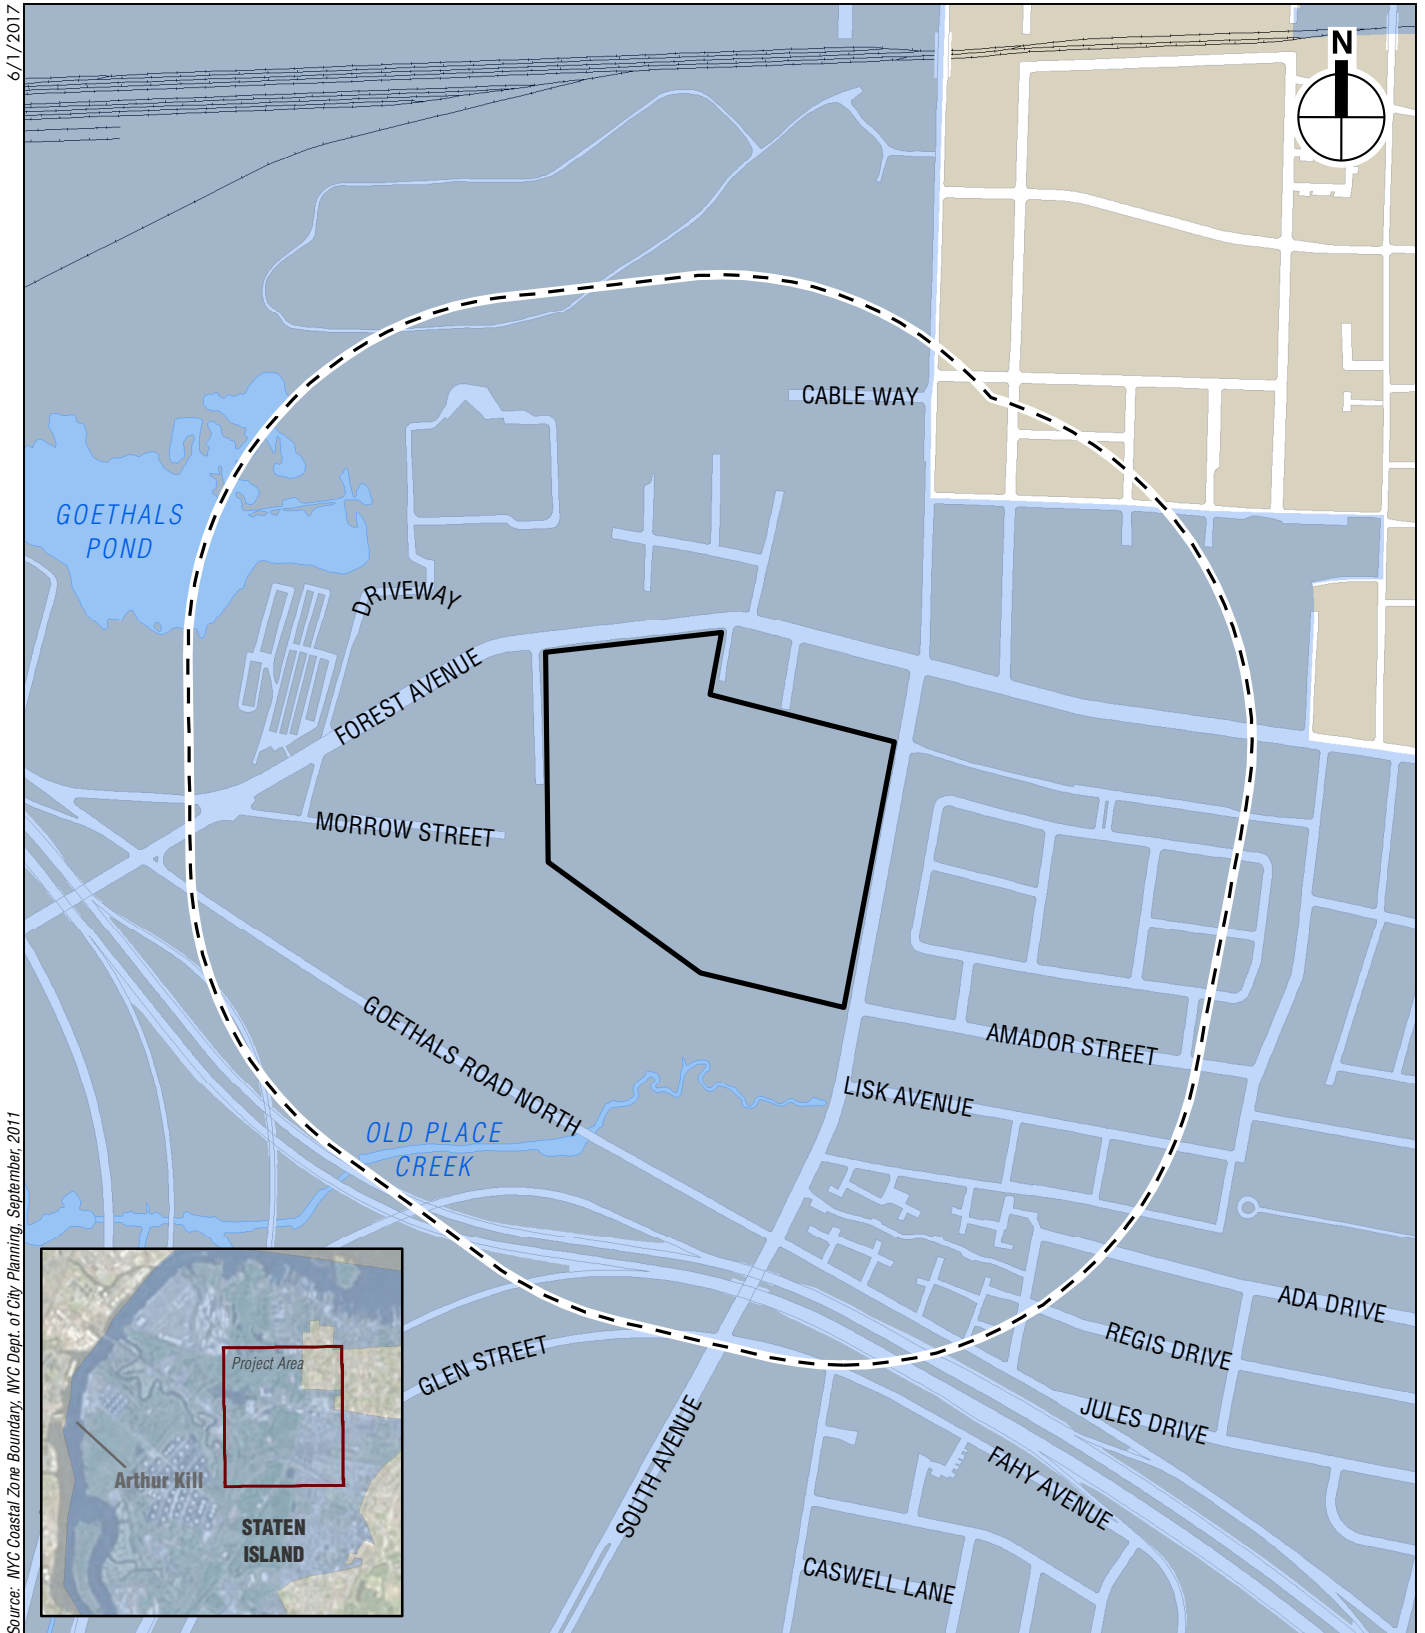 6/1/2017
N
CABLE WAY
GOETHALS
POND
DRIVEWAY
FOREST AVENUE
MORROW STREET
GOETHALS ROAD NORTH
AMADOR STREET
LISK AVENUE
OLD PLACE
CREEK
ADA DRIVE
REGIS DRIVE
GLEN STREET
JULES DRIVE
SOUTH AVENUE
FAHY AVENUE
CASWELL LANE
Project Area
Arthur Kill
STATEN
ISLAND
Source: NYC Coastal Zone Boundary, NYC Dept. of City Planning, September, 2011